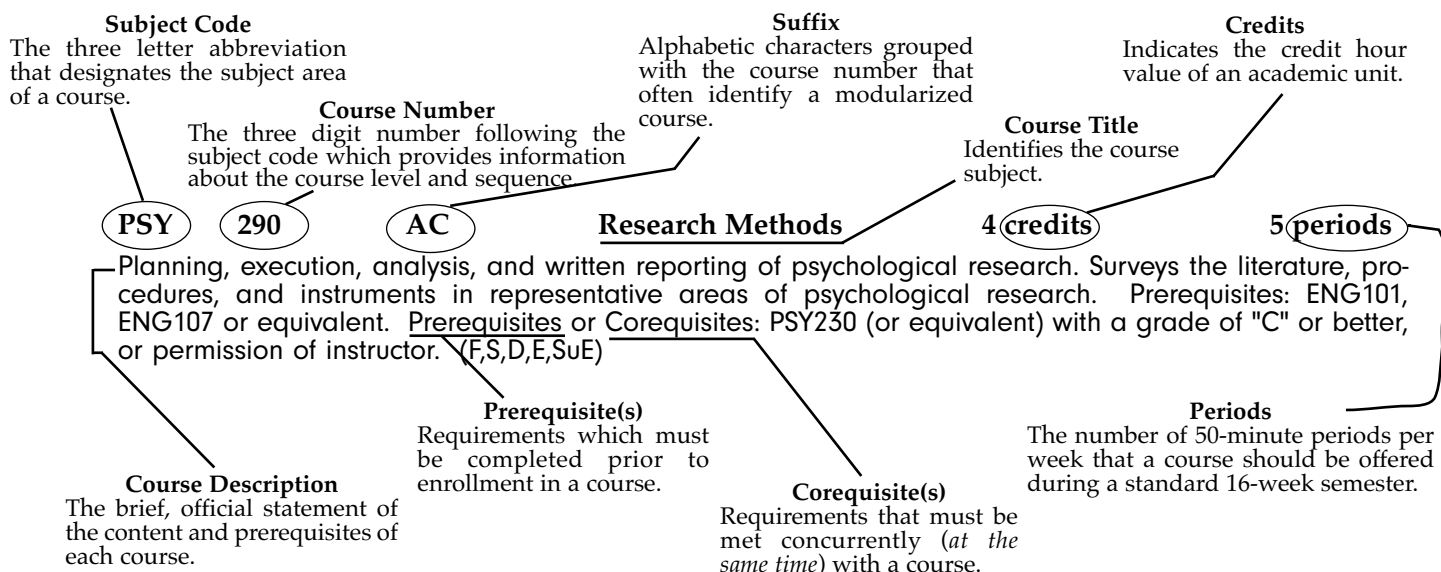 Subject Code
The three letter abbreviation
that designates the subject area
of a course.
Course Number
The three digit number following the
subject code which provides information
about the course level and sequence.
Suffix
Alphabetic characters grouped
with the course number that
often identify a modularized
course.
Course Title
Identifies the course
subject.
Credits
Indicates the credit hour
value of an academic unit.
PSY 290 AC Research Methods 4 credits 5 periods
Planning, execution, analysis, and written reporting of psychological research. Surveys the literature, pro-
cedures, and instruments in representative areas of psychological research. Prerequisites: ENG101,
ENG107 or equivalent. Prerequisites or Corequisites: PSY230 (or equivalent) with a grade of "C" or better,
or permission of instructor. (F,S,D,E,SuE)
Course Description
The brief, official statement of
the content and prerequisites of
each course.
Prerequisite(s)
Requirements which must
be completed prior to
enrollment in a course.
Corequisite(s)
Requirements that must be
met concurrently (at the
same time) with a course.
Periods
The number of 50-minute periods per
week that a course should be offered
during a standard 16-week semester.